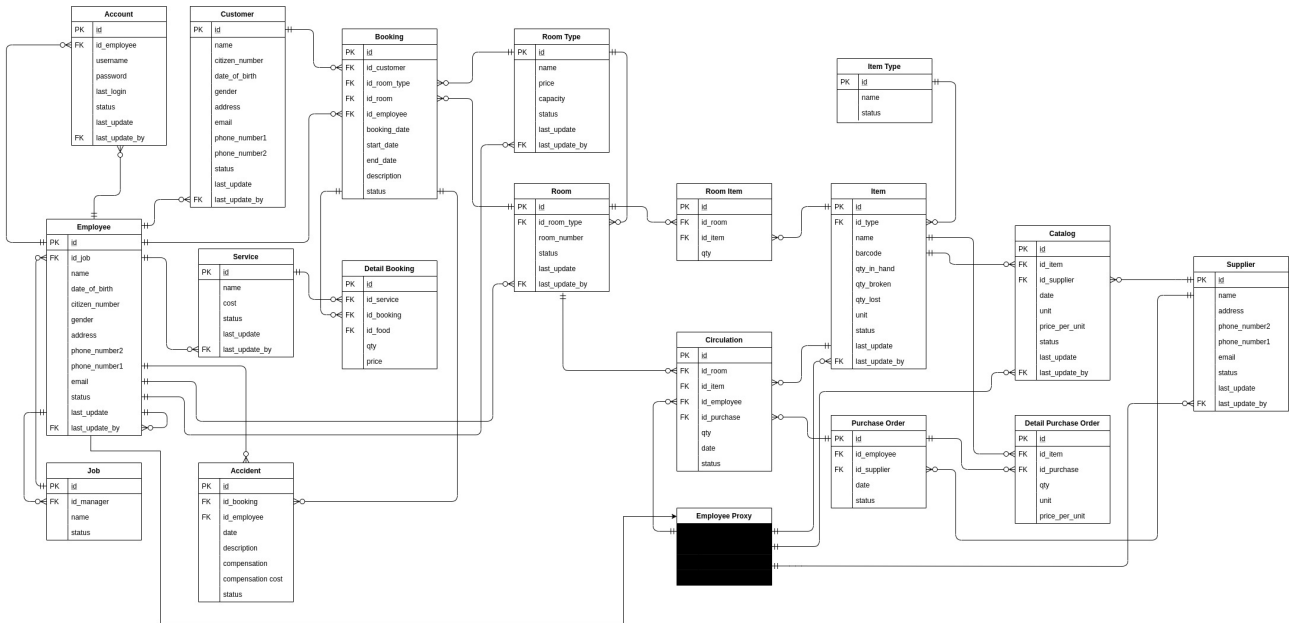 Account
PK id
FK id_employee
username
password
last_login
status
last_update
FK last_update_by
Customer
PK id
name
citizen_number
date_of_birth
gender
address
email
phone_number1
phone_number2
status
last_update
FK last_update_by
Booking
PK id
FK id_customer
FK id_room_type
FK id_room
FK id_employee
booking_date
start_date
end_date
description
status
Room Type
PK id
name
price
capacity
status
last_update
FK last_update_by
Item Type
PK id
name
status
Employee
PK id
FK id_job
name
date_of_birth
citizen_number
gender
address
phone_number2
phone_number1
email
status
last_update
FK last_update_by
Service
PK id
name
cost
status
last_update
FK last_update_by
Detail Booking
PK id
FK id_service
FK id_booking
FK id_food
qty
price
Room
PK id
FK id_room_type
room_number
status
last_update
FK last_update_by
Room Item
PK id
FK id_room
FK id_item
qty
Item
PK id
FK id_type
name
barcode
qty_in_hand
qty_broken
qty_lost
unit
status
last_update
FK last_update_by
Catalog
PK id
FK id_item
FK id_supplier
date
unit
price_per_unit
status
last_update
FK last_update_by
Supplier
PK id
name
address
phone_number2
phone_number1
email
status
last_update
FK last_update_by
Circulation
PK id
FK id_room
FK id_item
FK id_employee
FK id_purchase
qty
date
status
Purchase Order
PK id
FK id_employee
FK id_supplier
date
status
Detail Purchase Order
PK id
FK id_item
FK id_purchase
qty
unit
price_per_unit
Job
PK id
FK id_manager
name
status
Accident
PK id
FK id_booking
FK id_employee
date
description
compensation
compensation cost
status
Employee Proxy